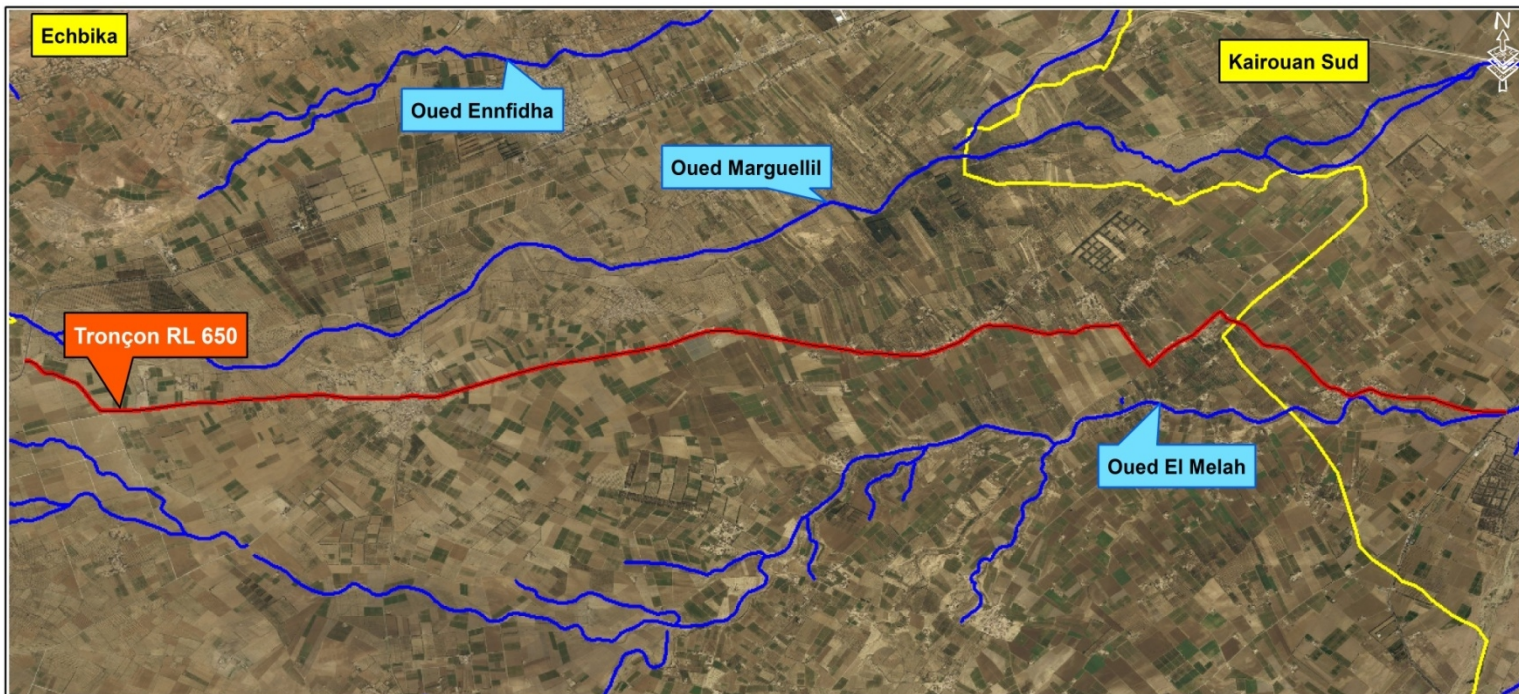 Echbika
N
Kairouan Sud
Oued Ennfidha
Oued Marguellil
Tronçon RL 650
Oued El Melah